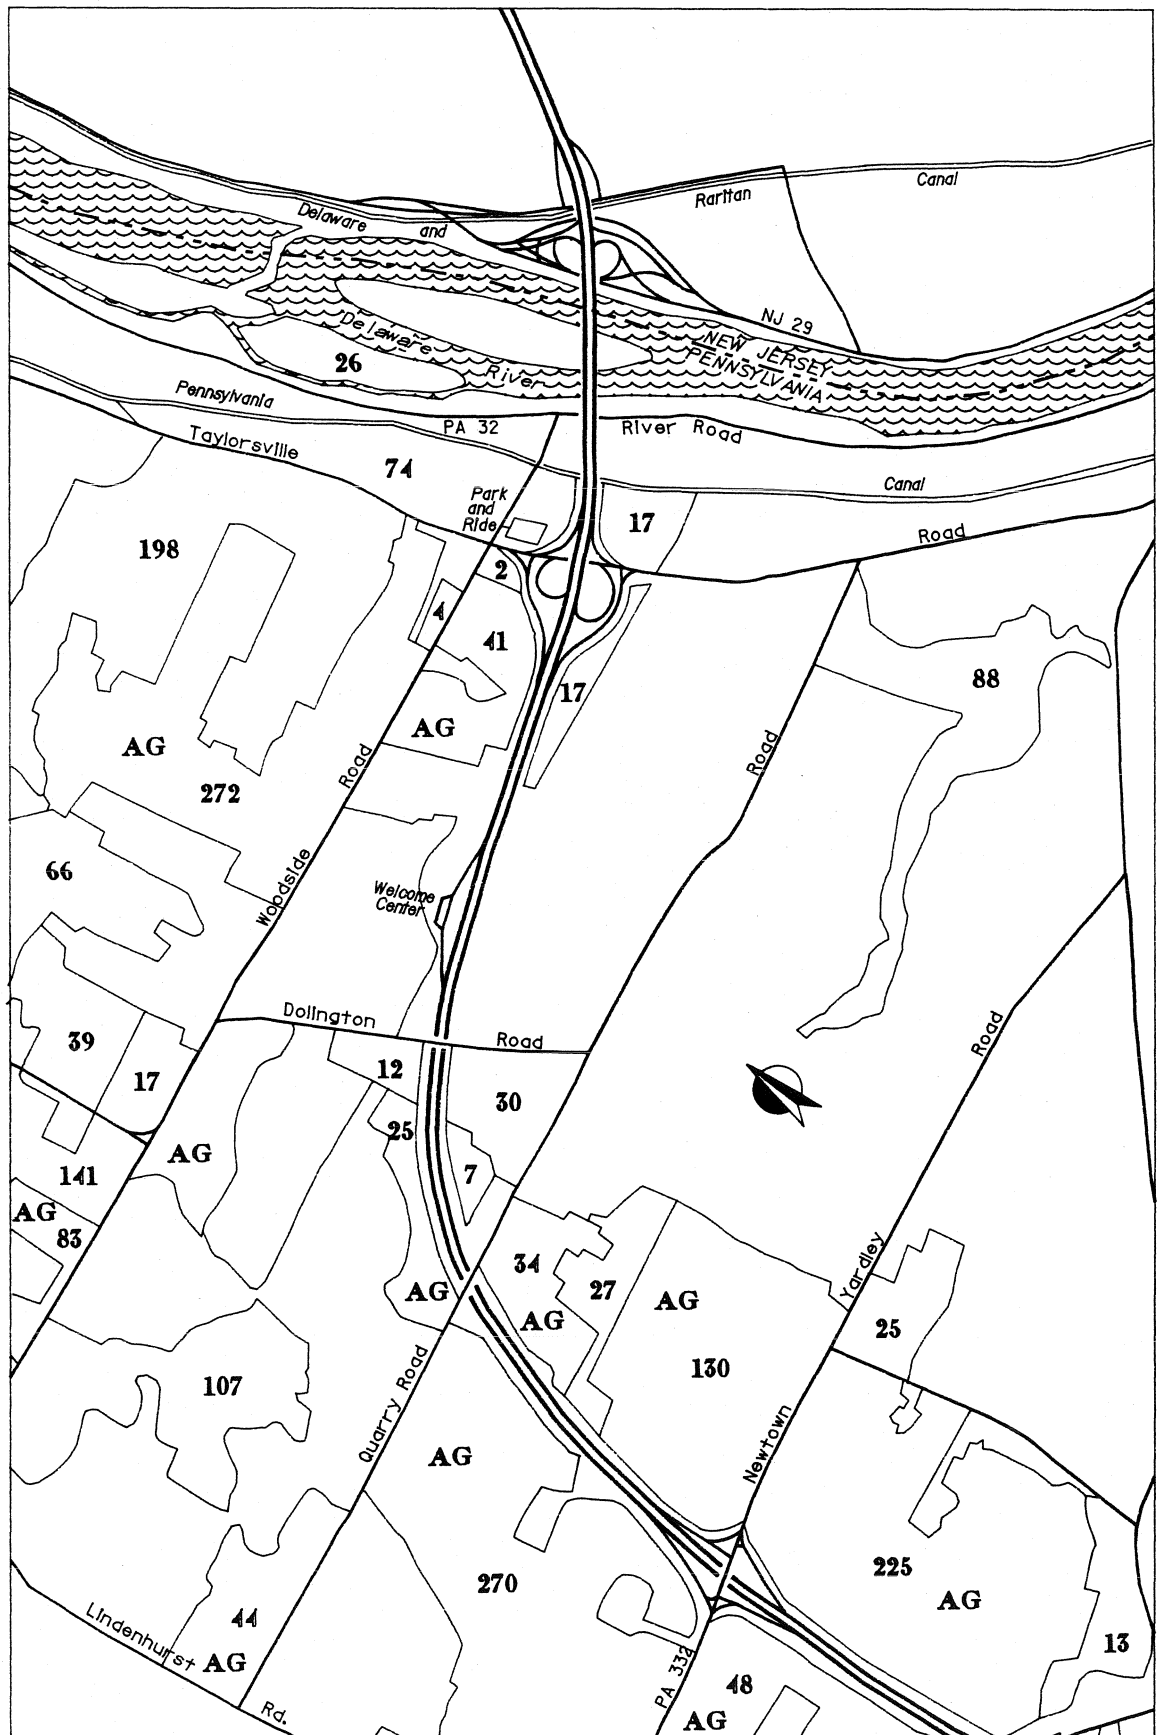 Canal
Raritan
Delaware
and
NJ 29
Delaware
NEW JERSEY
PENNSYLVANIA
26
River
Pennsylvania
PA 32
River Road
Taylorsville
74
Canal
Park
and
Ride
17
Road
198
2
4
41
88
17
AG
AG
Road
Road
272
66
Woodside
Welcome
Center
Dolington
Road
39
Road
12
17
30
25
AG
7
141
AG
83
34
Yardley
27
AG
AG
AG
25
130
107
Quarry Road
Newtown
AG
225
270
AG
44
Lindenhurst
AG
13
PA 332
48
Rd.
AG